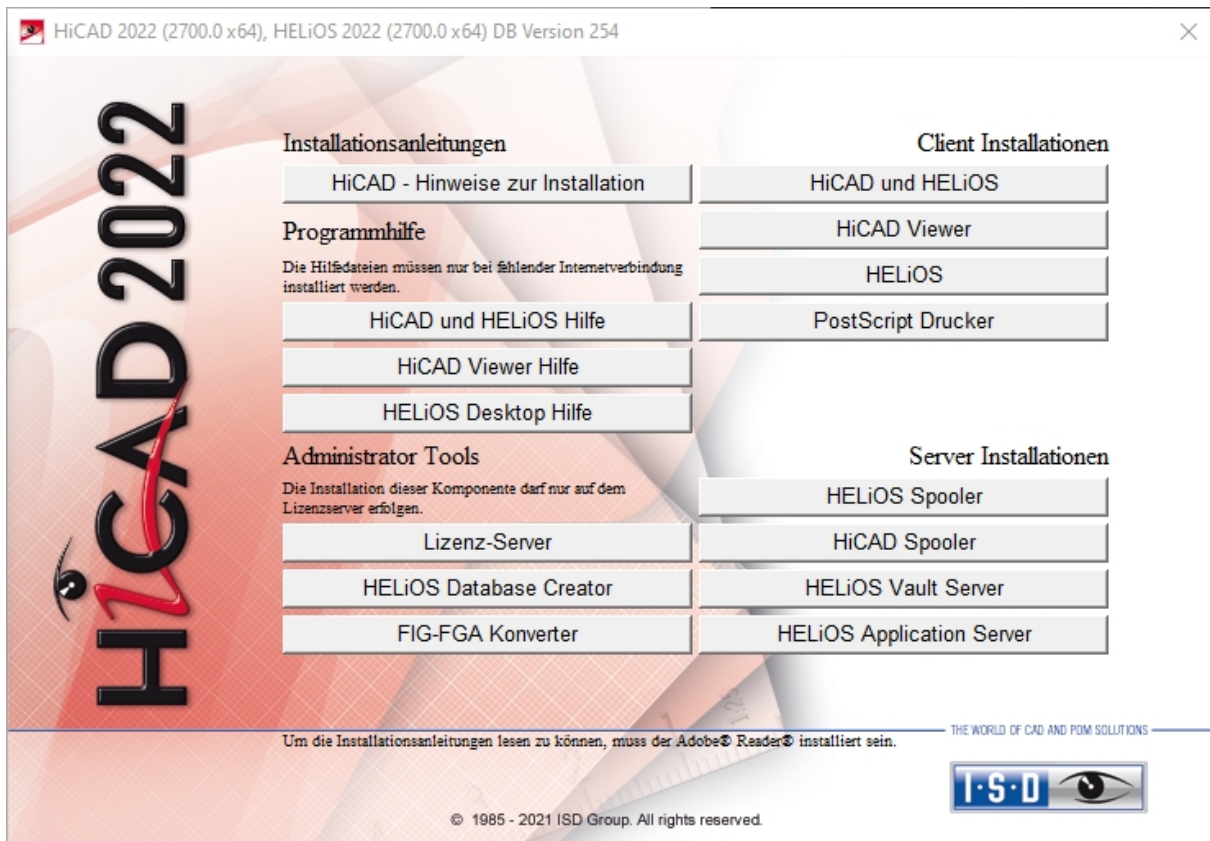 HiCAD 2022 (2700.0 x64), HELiOS 2022 (2700.0 x64) DB Version 254
HiCAD 2022
Installationsanleitungen
HiCAD - Hinweise zur Installation
Programmhilfe
Die Hilfedateien müssen nur bei fehlender Internetverbindung
installiert werden.
HiCAD und HELiOS Hilfe
HiCAD Viewer Hilfe
HELiOS Desktop Hilfe
Administrator Tools
Die Installation dieser Komponente darf nur auf dem
Lizenzserver erfolgen.
Lizenz-Server
HELiOS Database Creator
FIG-FGA Konverter
Client Installationen
HiCAD und HELiOS
HiCAD Viewer
HELiOS
PostScript Drucker
Server Installationen
HELiOS Spooler
HiCAD Spooler
HELiOS Vault Server
HELiOS Application Server
1:25
Um die Installationsanleitungen lesen zu können, muss der Adobe® Reader® installiert sein.
THE WORLD OF CAD AND PDM SOLUTIONS
I·S·D
© 1985 - 2021 ISD Group. All rights reserved.